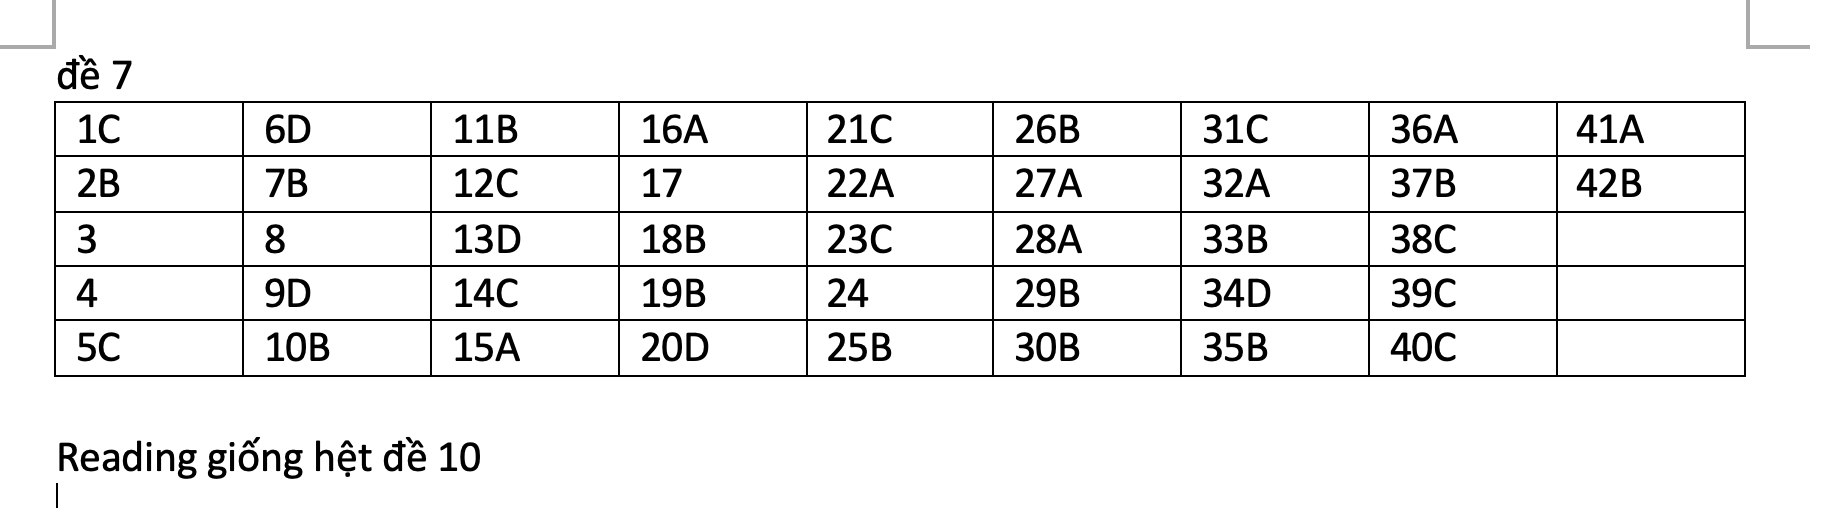 đề 7
1C 6D 11B 16A 21C 26B 31C 36A 41A
2B 7B 12C 17 22A 27A 32A 37B 42B
3 8 13D 18B 23C 28A 33B 38C
4 9D 14C 19B 24 29B 34D 39C
5C 10B 15A 20D 25B 30B 35B 40C
Reading giống hệt đề 10